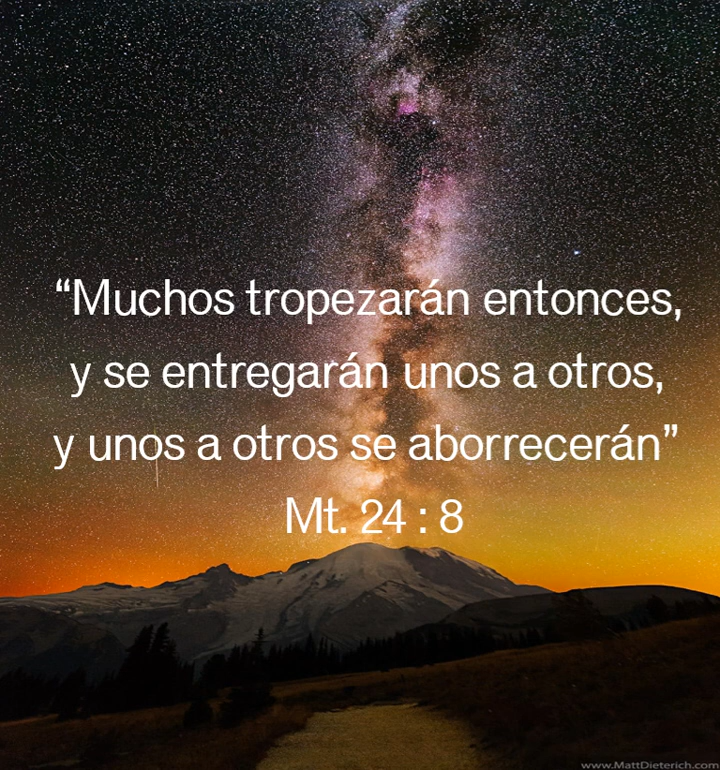 “Muchos tropezarán entonces,
y se entregarán unos a otros,
y unos a otros se aborrecerán”
Mt. 24 : 8
www.MattDieterich.com